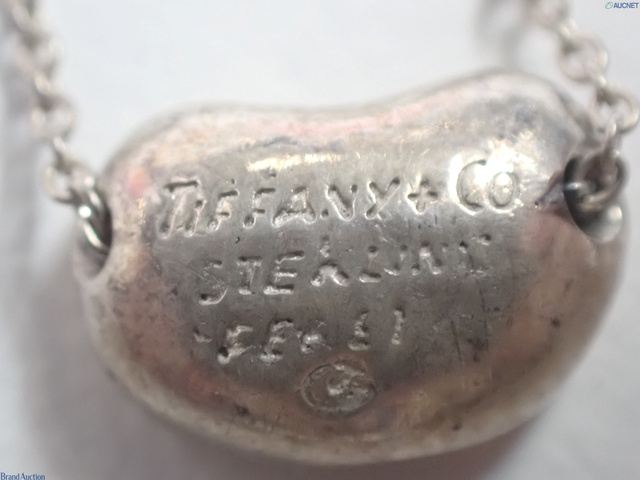 AUCNET
TIFFANY + Co.
STERLING
Brand Auction